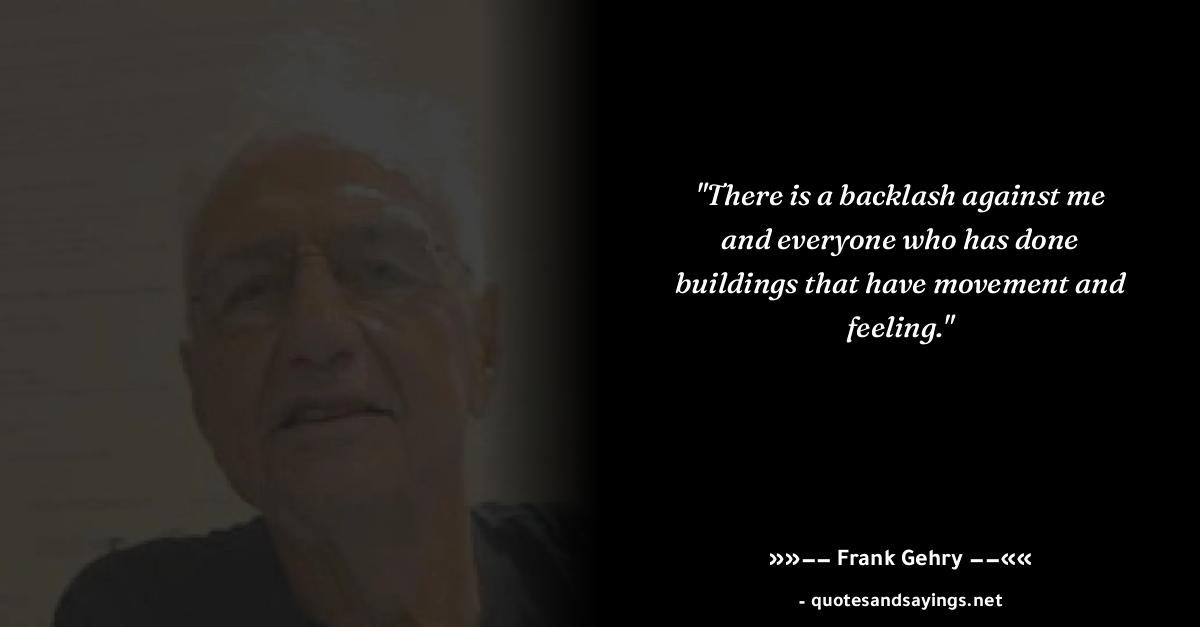 "There is a backlash against me
and everyone who has done
buildings that have movement and
feeling."
»»–– Frank Gehry ––««
- quotesandsayings.net